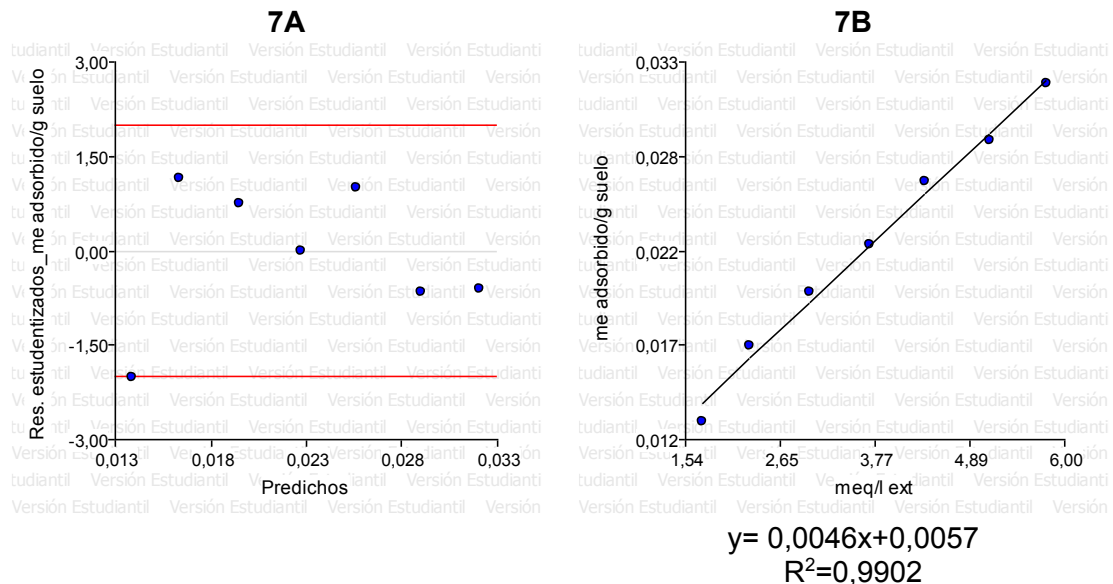 7A
Versión Estudiantil
3,00
1,50
0,00
-1,50
-3,00
Res. estudentizados_me adsorbido/g suelo
0,013
0,018
0,023
0,028
0,033
Predichos
7B
Versión Estudiantil
0,033
0,028
0,022
0,017
0,012
me adsorbido/g suelo
1,54
2,65
3,77
4,89
6,00
meq/l ext
y= 0,0046x+0,0057
R²=0,9902